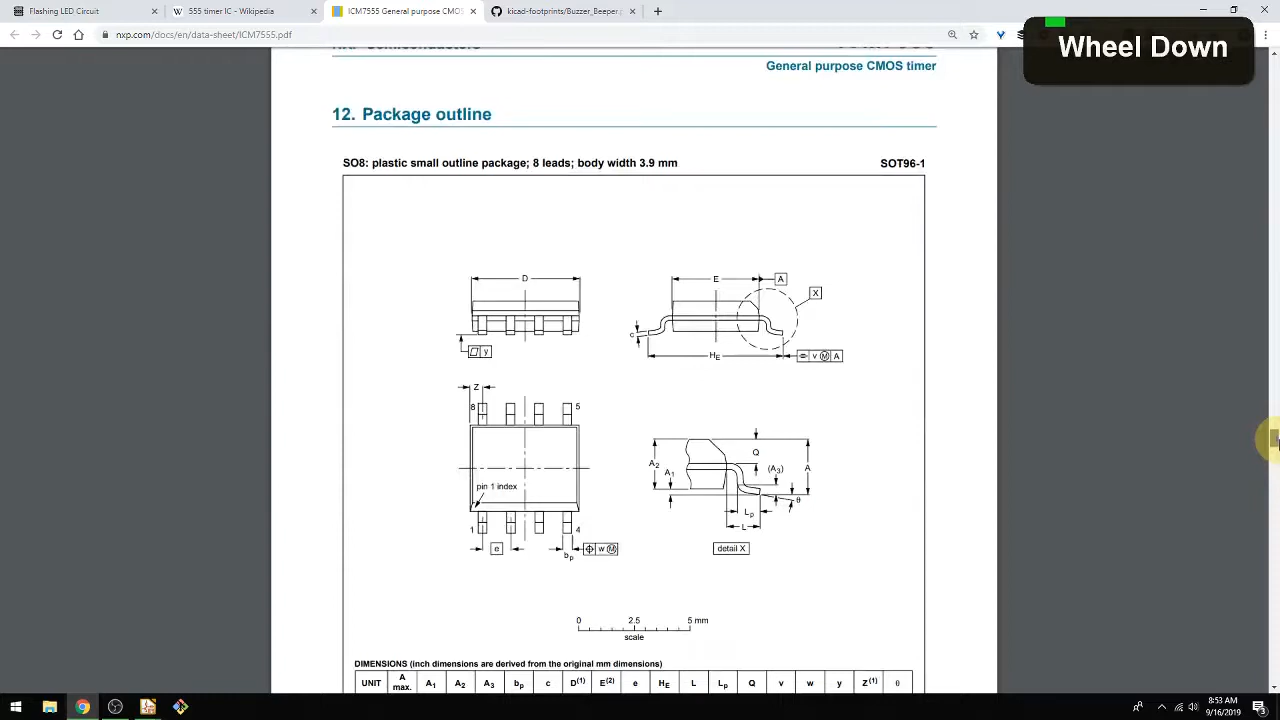 Flashing LED Circuit
555 timer IC - Wikipedia
ICM7555 General purpose CMOS
kicad-footprints/Buzzer_Beeper.p
nxp.com/docs/en/data-sheet/ICM7555.pdf
Wheel Down
General purpose CMOS timer
12. Package outline
SO8: plastic small outline package; 8 leads; body width 3.9 mm
SOT96-1
D
E
A
X
y
c
HE
v M A
Z
8
5
A2
A1
Q
(A3)
A
pin 1 index
θ
Lp
L
1
4
e
bp
w M
detail X
0
2.5
5 mm
scale
DIMENSIONS (inch dimensions are derived from the original mm dimensions)
UNIT
A max.
A1
A2
A3
bp
c
D(1)
E(2)
e
HE
L
Lp
Q
v
w
y
Z(1)
θ
8:53 AM
9/16/2019